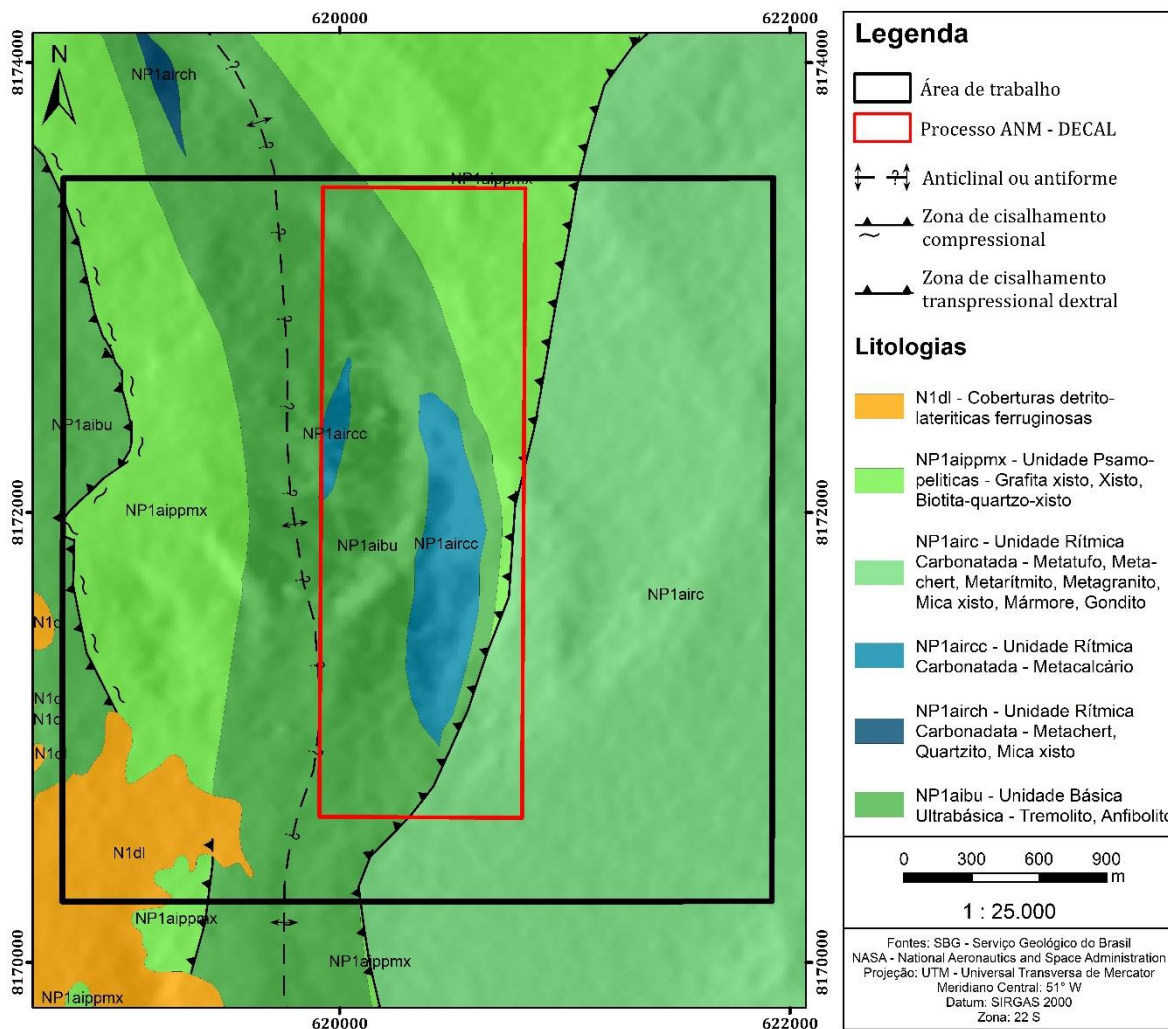 620000
622000
8174000
8174000
N
NP1airch
NP1aippmx
NP1aibu
NP1aircc
NP1aippmx
NP1aibu
NP1aircc
8172000
8172000
NP1airc
N1d
N1d
N1d
N1dl
N1dl
NP1aippmx
NP1aippmx
NP1aippmx
8170000
8170000
620000
622000
Legenda
Área de trabalho
Processo ANM - DECAL
Anticlinal ou antiforme
Zona de cisalhamento
compressional
Zona de cisalhamento
transpressional dextral
Litologias
N1dl - Coberturas detrito-
lateriticas ferruginosas
NP1aippmx - Unidade Psamo-
peliticas - Grafita xisto, Xisto,
Biotita-quartzo-xisto
NP1airc - Unidade Rítmica
Carbonatada - Metatufo, Meta-
chert, Metarítmito, Metagranito,
Mica xisto, Mármore, Gondito
NP1aircc - Unidade Rítmica
Carbonatada - Metacalcário
NP1airch - Unidade Rítmica
Carbonadata - Metachert,
Quartzito, Mica xisto
NP1aibu - Unidade Básica
Ultrabásica - Tremolito, Anfibolito
0 300 600 900
m
1 : 25.000
Fontes: SBG - Serviço Geológico do Brasil
NASA - National Aeronautics and Space Administration
Projeção: UTM - Universal Transversa de Mercator
Meridiano Central: 51° W
Datum: SIRGAS 2000
Zona: 22 S